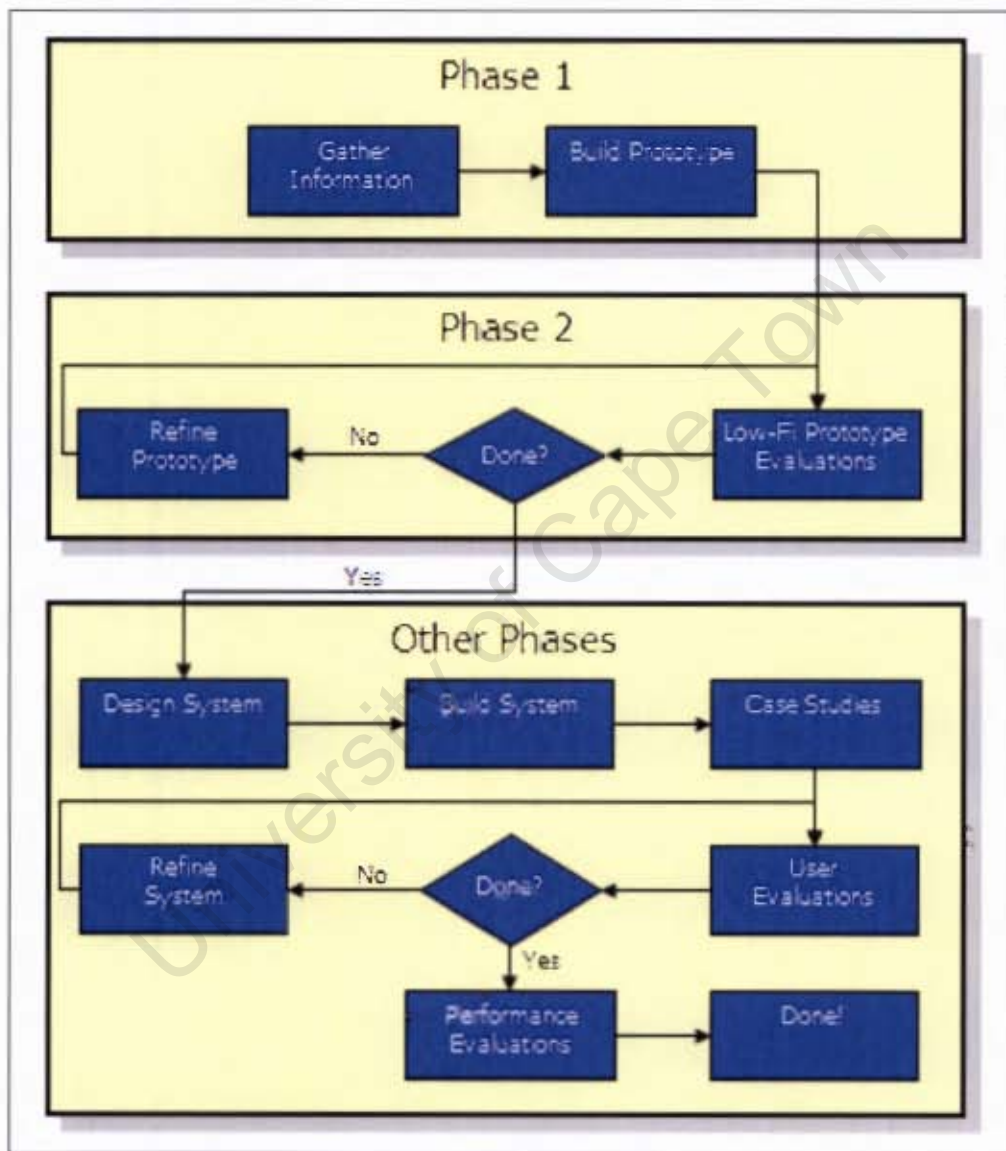 Phase 1
Gather
Information
Build Prototype
Phase 2
Refine
Prototype
No
Done?
Low-Fi Prototype
Evaluations
Yes
Other Phases
Design System
Build System
Case Studies
Refine
System
No
Done?
User
Evaluations
Yes
Performance
Evaluations
Done!
University of Cape Town